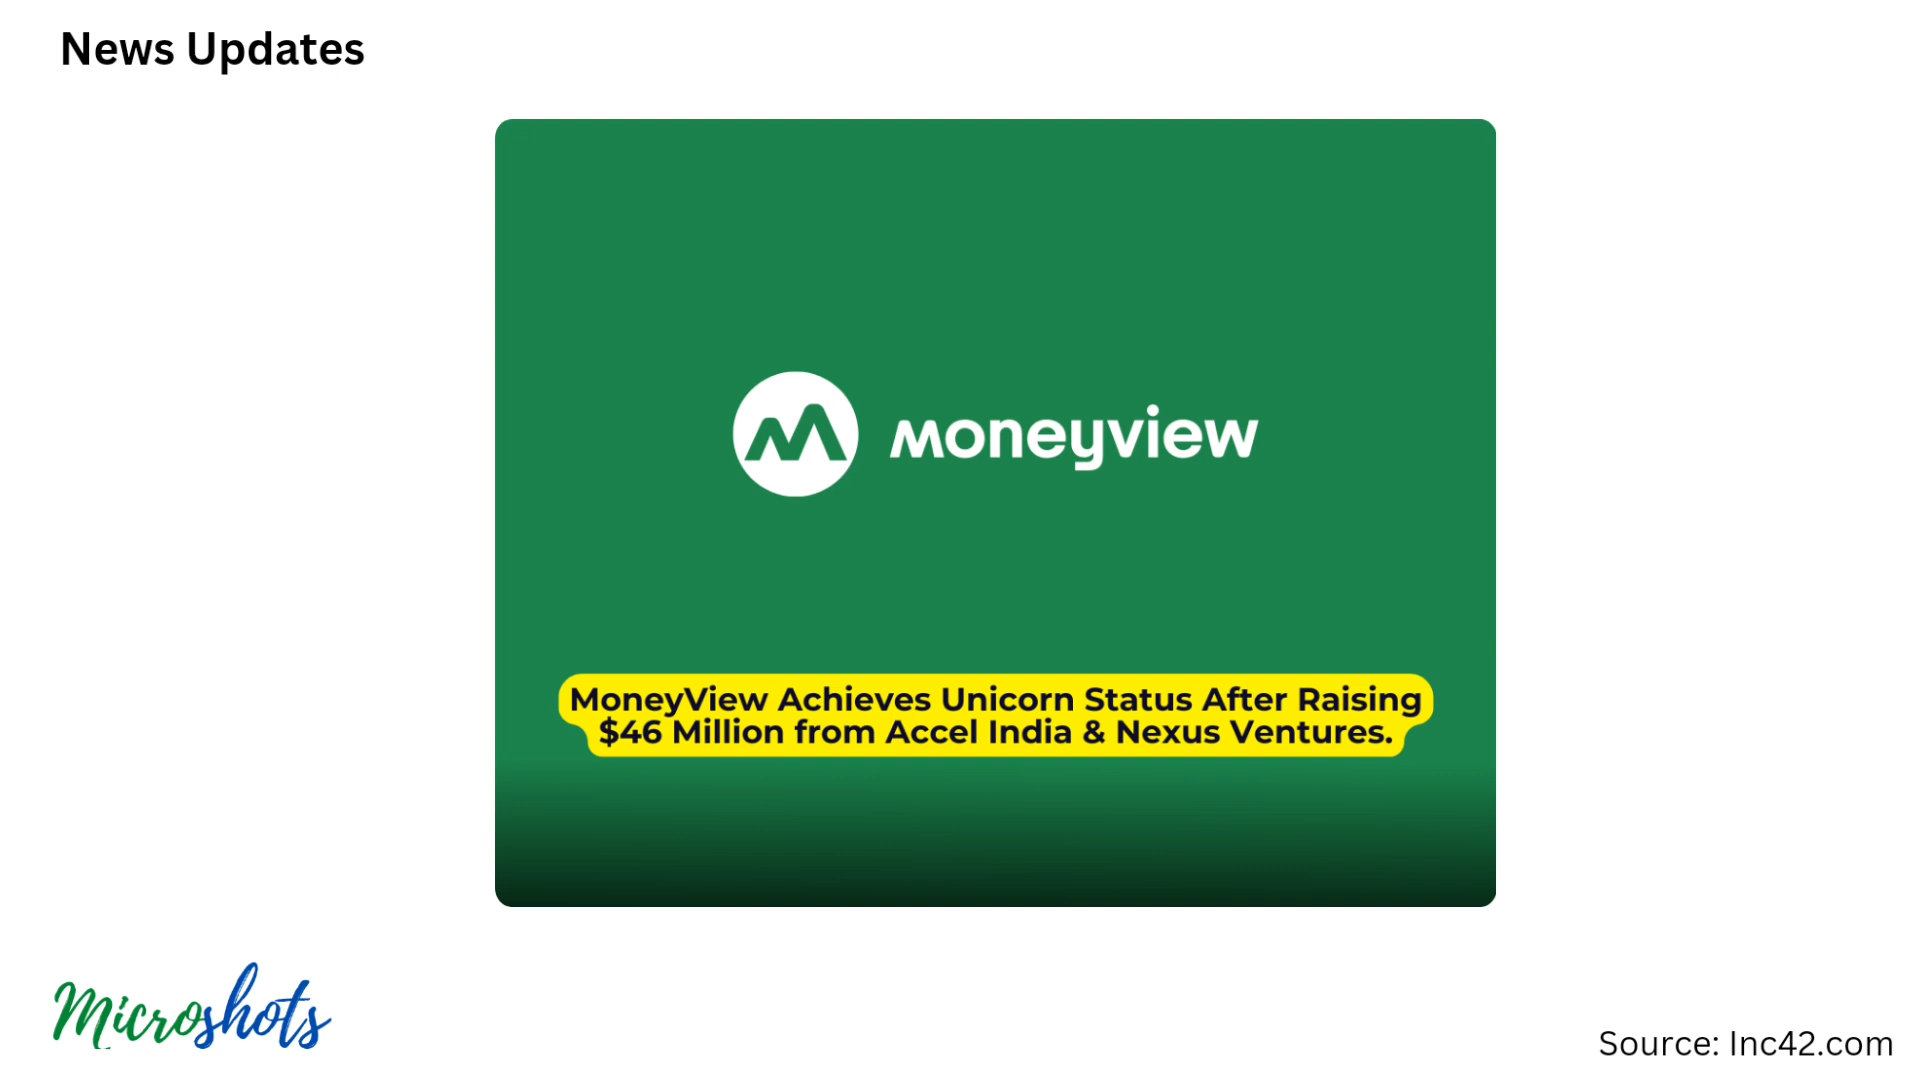 News Updates
moneyview
MoneyView Achieves Unicorn Status After Raising
$46 Million from Accel India & Nexus Ventures.
Microshots
Source: Inc42.com